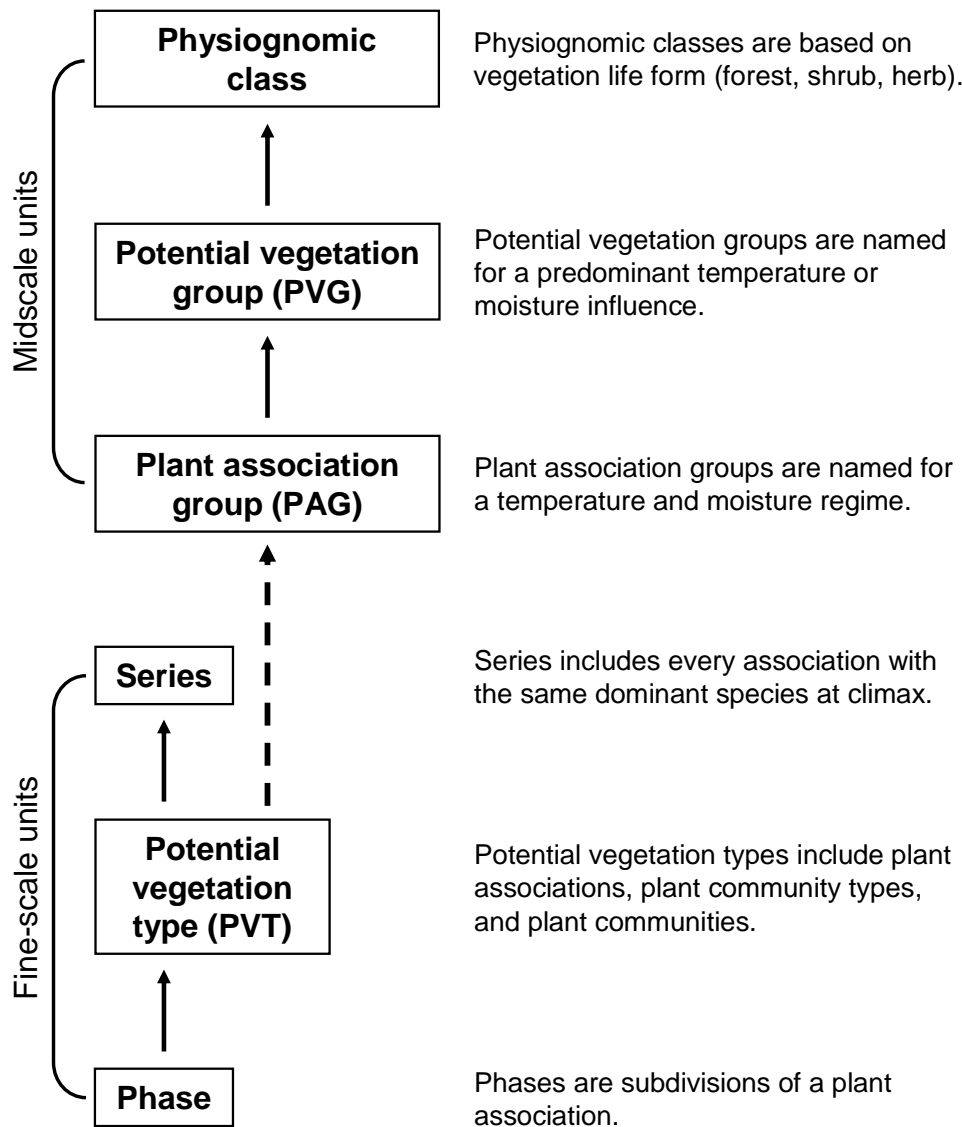 Physiognomic
class
Physiognomic classes are based on
vegetation life form (forest, shrub, herb).
Midscale units
Potential vegetation
group (PVG)
Potential vegetation groups are named
for a predominant temperature or
moisture influence.
Plant association
group (PAG)
Plant association groups are named for
a temperature and moisture regime.
Series
Series includes every association with
the same dominant species at climax.
Fine-scale units
Potential
vegetation
type (PVT)
Potential vegetation types include plant
associations, plant community types,
and plant communities.
Phase
Phases are subdivisions of a plant
association.